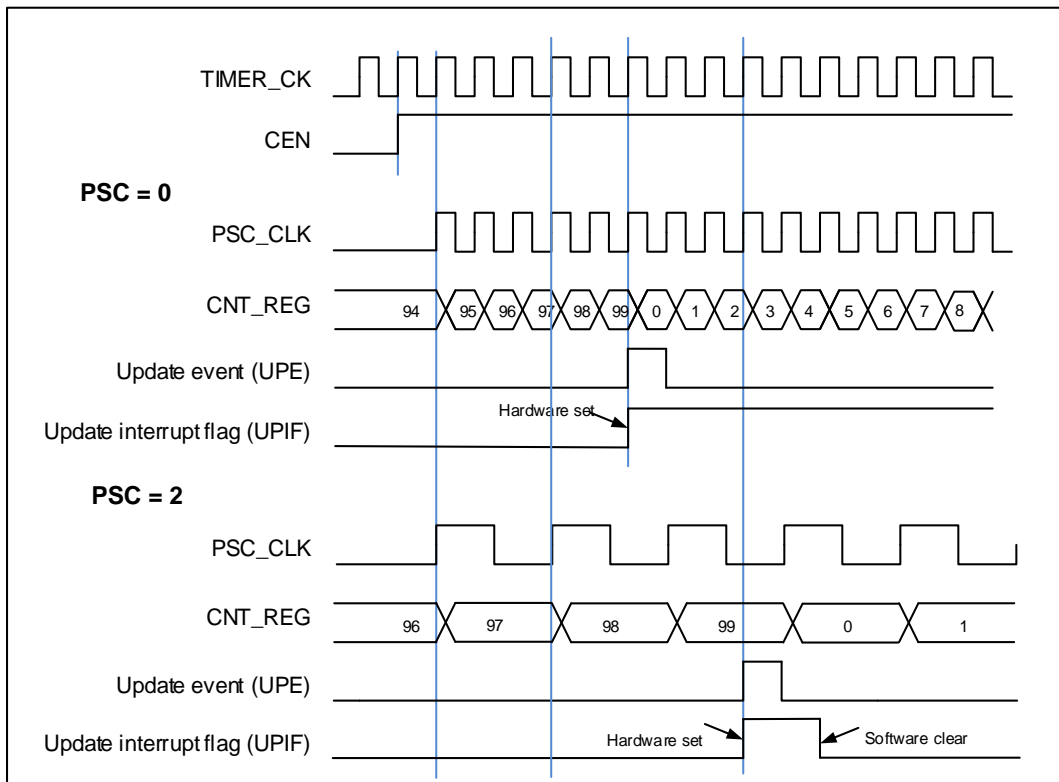 TIMER_CK
CEN
PSC = 0
PSC_CLK
CNT_REG
94 95 96 97 98 99 0 1 2 3 4 5 6 7 8
Update event (UPE)
Hardware set
Update interrupt flag (UPIF)
PSC = 2
PSC_CLK
CNT_REG
96 97 98 99 0 1
Update event (UPE)
Update interrupt flag (UPIF)
Hardware set
Software clear